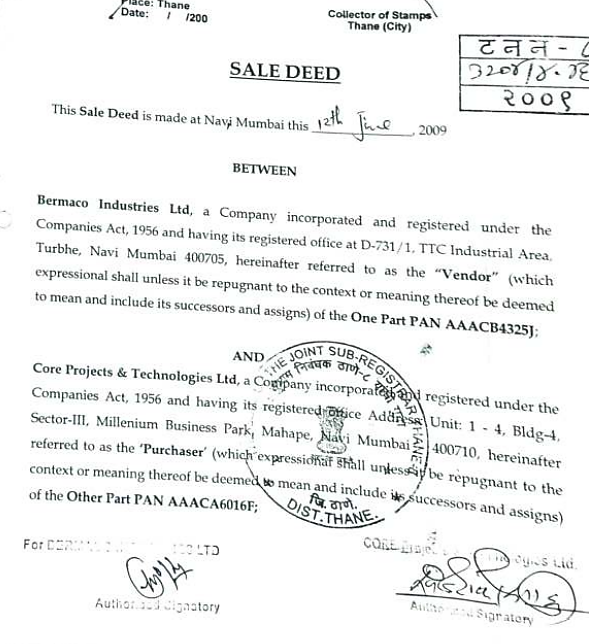 Place: Thane
Date: / /200
Collector of Stamps
Thane (City)
ट न न - ८
२००९
SALE DEED
This Sale Deed is made at Navi Mumbai this 12th June, 2009
BETWEEN
Bermaco Industries Ltd, a Company incorporated and registered under the
Companies Act, 1956 and having its registered office at D-731/1, TTC Industrial Area,
Turbhe, Navi Mumbai 400705, hereinafter referred to as the "Vendor" (which
expressional shall unless it be repugnant to the context or meaning thereof be deemed
to mean and include its successors and assigns) of the One Part PAN AAACB4325J;
AND
Core Projects & Technologies Ltd, a Company incorporated and registered under the
Companies Act, 1956 and having its registered office Address Unit: 1 - 4, Bldg-4,
Sector-III, Millenium Business Park, Mahape, Navi Mumbai 400710, hereinafter
referred to as the 'Purchaser' (which expressional shall unless it be repugnant to the
context or meaning thereof be deemed to mean and include its successors and assigns)
of the Other Part PAN AAACA6016F;
THE JOINT SUB-REGISTRAR THANE
जि. ठाणे.
DIST. THANE.
For LTD
Authorised Signatory
CORE Ltd.
Authorised Signatory